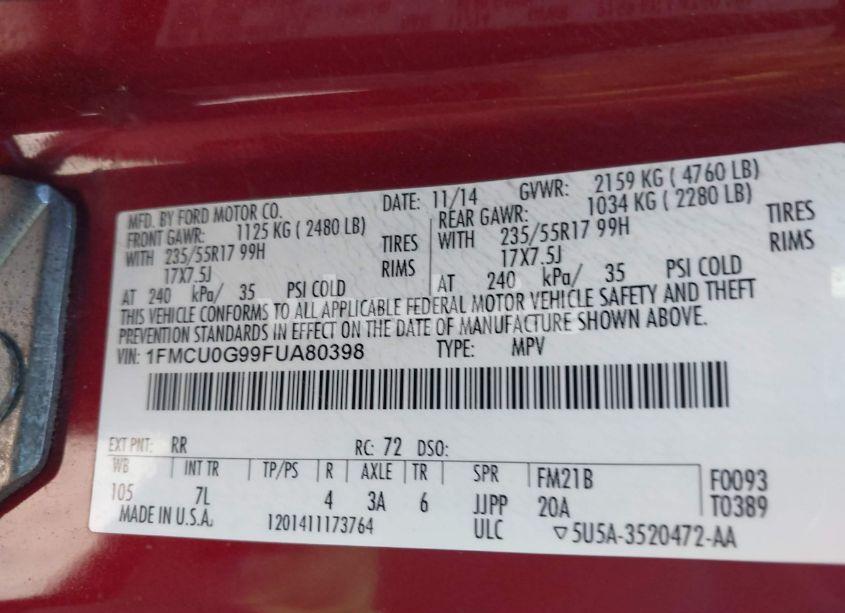 MFD. BY FORD MOTOR CO.
DATE: 11/14 GVWR: 2159 KG ( 4760 LB)
FRONT GAWR: 1125 KG ( 2480 LB)
REAR GAWR: 1034 KG ( 2280 LB)
WITH 235/55R17 99H TIRES
WITH 235/55R17 99H TIRES
17X7.5J RIMS
17X7.5J RIMS
AT 240 kPa/ 35 PSI COLD
AT 240 kPa/ 35 PSI COLD
THIS VEHICLE CONFORMS TO ALL APPLICABLE FEDERAL MOTOR VEHICLE SAFETY AND THEFT
PREVENTION STANDARDS IN EFFECT ON THE DATE OF MANUFACTURE SHOWN ABOVE.
VIN: 1FMCU0G99FUA80398 TYPE: MPV
EXT PNT: RR RC: 72 DSO:
WB INT TR TP/PS R AXLE TR SPR FM21B F0093
105 7L 4 3A 6 JJPP 20A T0389
MADE IN U.S.A. 1201411173764 ULC ▽5U5A-3520472-AA